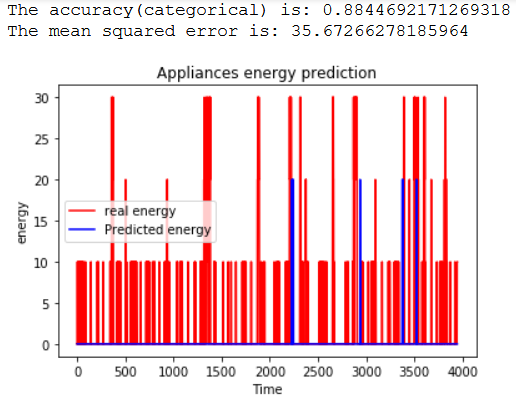 The accuracy(categorical) is: 0.8844692171269318
The mean squared error is: 35.67266278185964
Appliances energy prediction
30
25
20
15
10
5
0
energy
real energy
Predicted energy
0 500 1000 1500 2000 2500 3000 3500 4000
Time